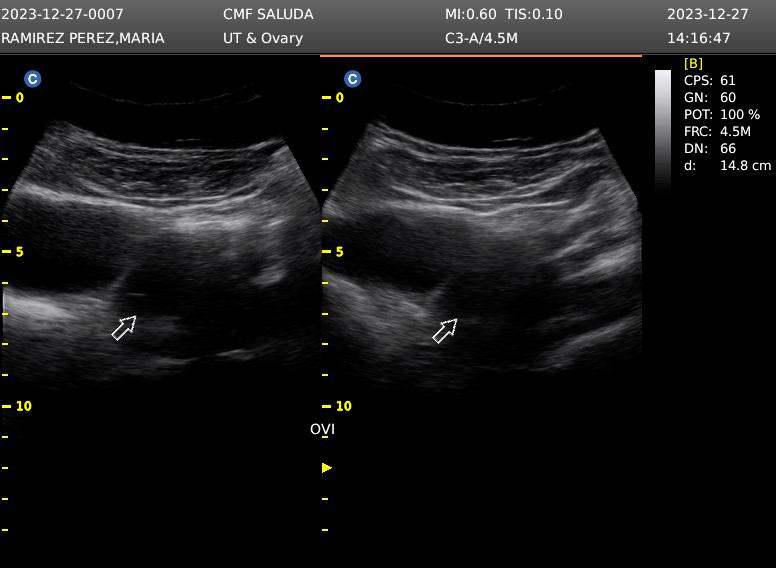 2023-12-27-0007 CMF SALUDA MI:0.60 TIS:0.10 2023-12-27
RAMIREZ PEREZ,MARIA UT & Ovary C3-A/4.5M 14:16:47
[B]
CPS: 61
GN: 60
POT: 100 %
FRC: 4.5M
DN: 66
d: 14.8 cm
C C
0 0
5 5
10 10
OVI